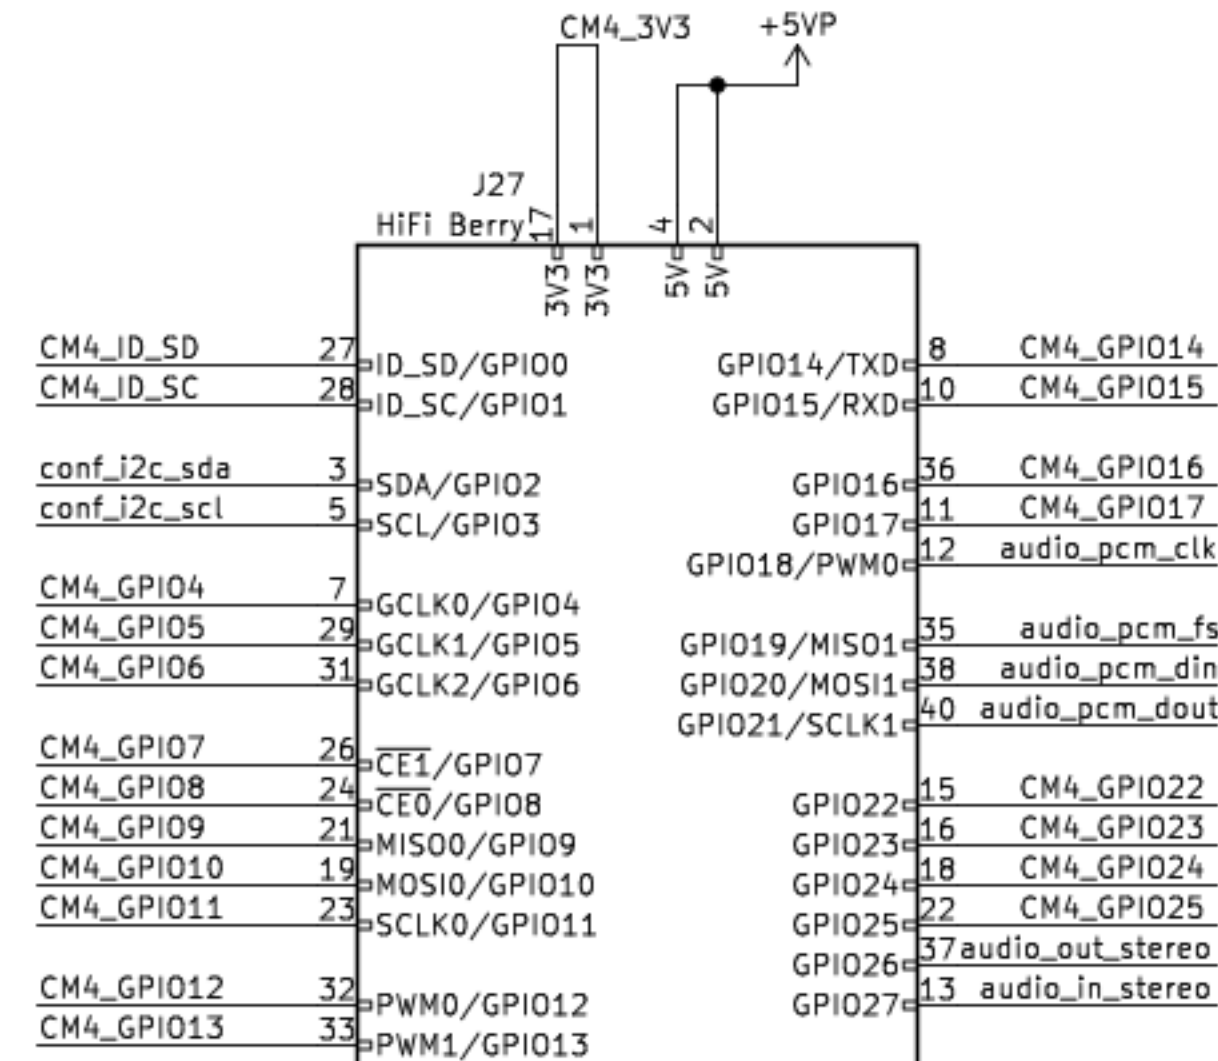 CM4_3V3 +5VP
J27
HiFi Berry 17 1 4 2
3V3 3V3 5V 5V
CM4_ID_SD 27 ID_SD/GPIO0 GPIO14/TXD 8 CM4_GPIO14
CM4_ID_SC 28 ID_SC/GPIO1 GPIO15/RXD 10 CM4_GPIO15
conf_i2c_sda 3 SDA/GPIO2 GPIO16 36 CM4_GPIO16
conf_i2c_scl 5 SCL/GPIO3 GPIO17 11 CM4_GPIO17
GPIO18/PWM0 12 audio_pcm_clk
CM4_GPIO4 7 GCLK0/GPIO4
CM4_GPIO5 29 GCLK1/GPIO5 GPIO19/MISO1 35 audio_pcm_fs
CM4_GPIO6 31 GCLK2/GPIO6 GPIO20/MOSI1 38 audio_pcm_din
GPIO21/SCLK1 40 audio_pcm_dout
CM4_GPIO7 26 CE1/GPIO7
CM4_GPIO8 24 CE0/GPIO8 GPIO22 15 CM4_GPIO22
CM4_GPIO9 21 MISO0/GPIO9 GPIO23 16 CM4_GPIO23
CM4_GPIO10 19 MOSI0/GPIO10 GPIO24 18 CM4_GPIO24
CM4_GPIO11 23 SCLK0/GPIO11 GPIO25 22 CM4_GPIO25
GPIO26 37 audio_out_stereo
CM4_GPIO12 32 PWM0/GPIO12 GPIO27 13 audio_in_stereo
CM4_GPIO13 33 PWM1/GPIO13